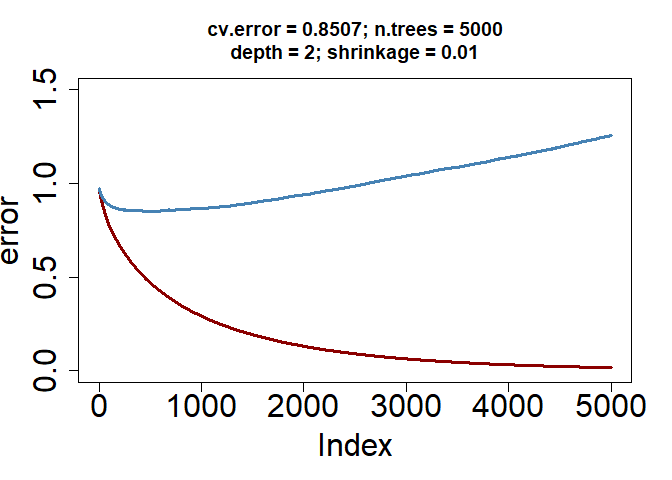 cv.error = 0.8507; n.trees = 5000
depth = 2; shrinkage = 0.01
1.5
1.0
0.5
0.0
error
0 1000 2000 3000 4000 5000
Index